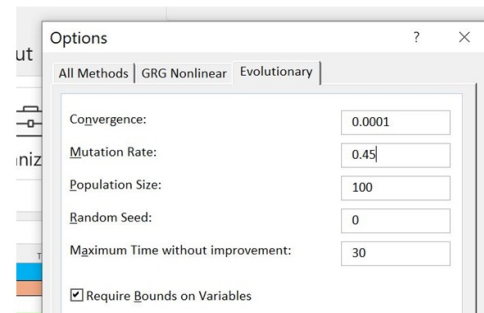 Options ? ×
ut
All Methods GRG Nonlinear Evolutionary
Convergence: 0.0001
Mutation Rate: 0.45
niz
Population Size: 100
Random Seed: 0
Maximum Time without improvement: 30
T
Require Bounds on Variables